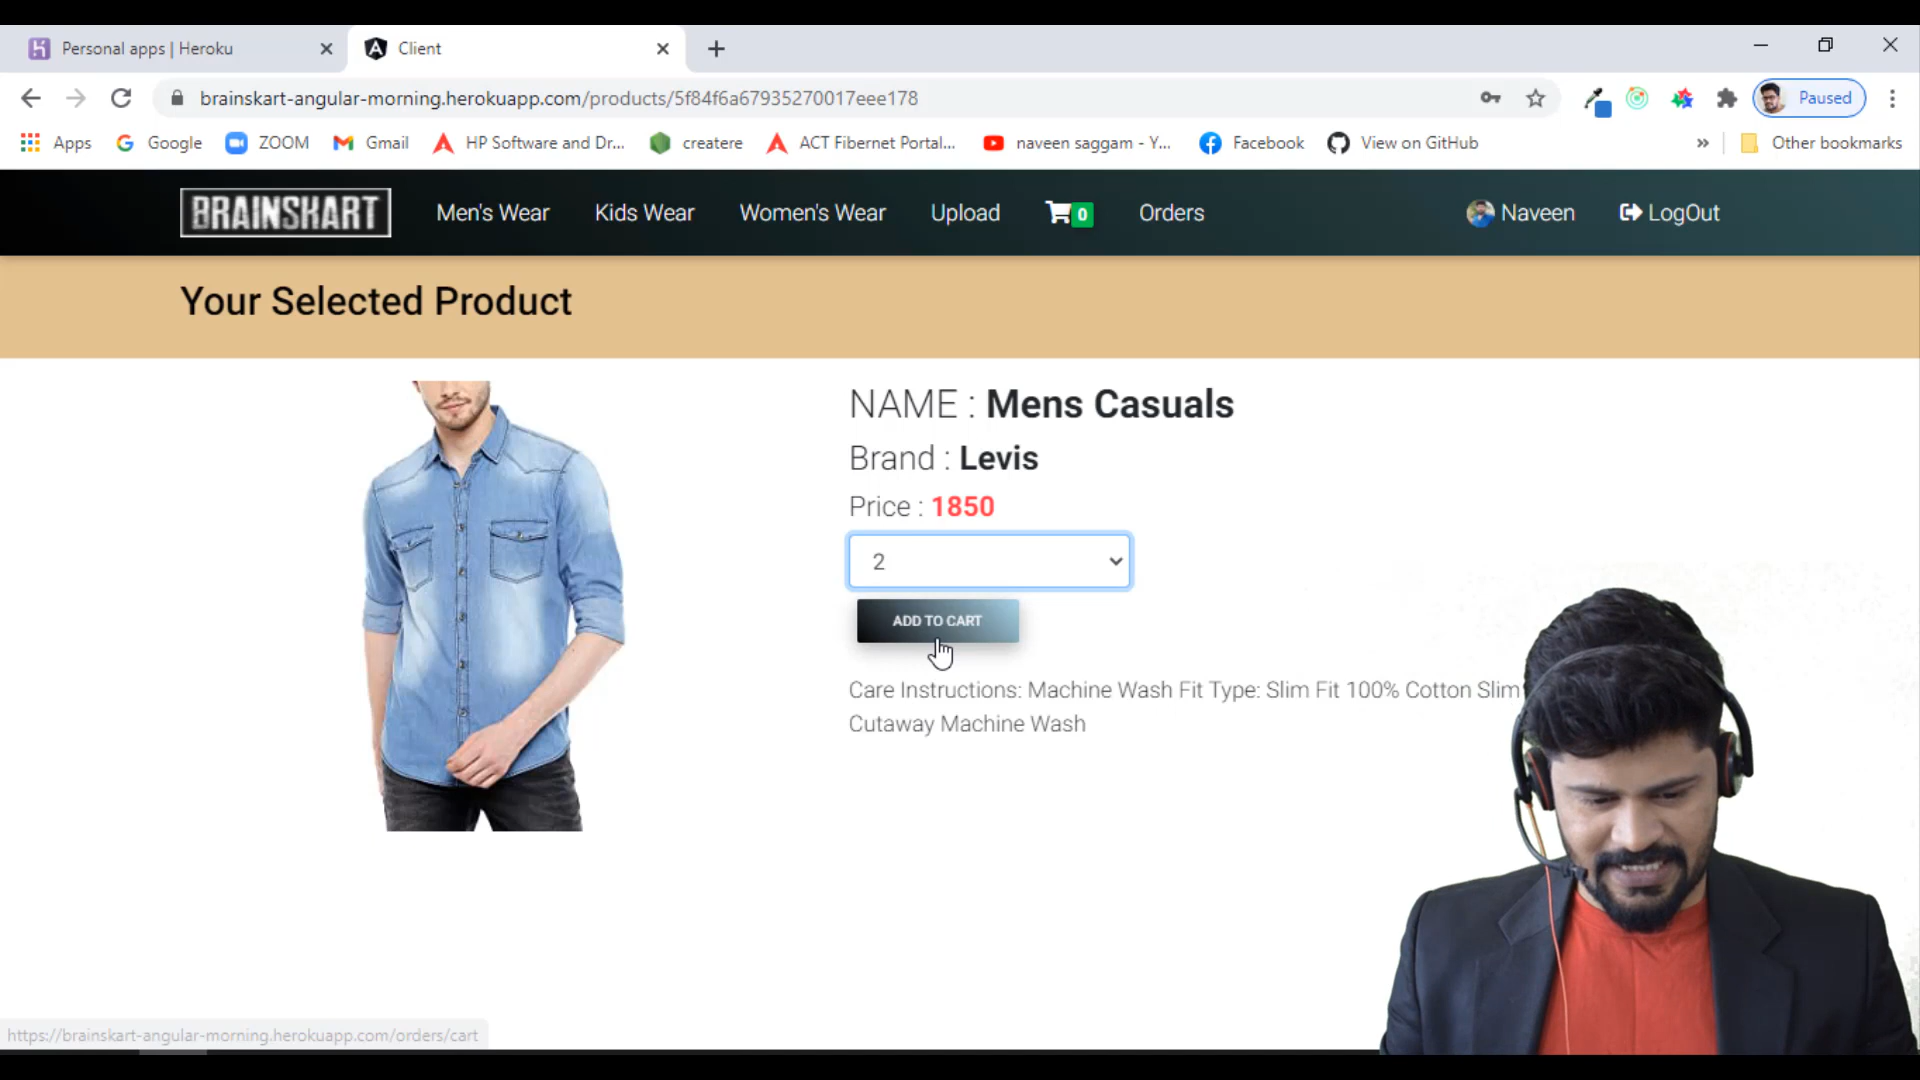 Personal apps | Heroku
Client
brainskart-angular-morning.herokuapp.com/products/5f84f6a67935270017eee178
Paused
Apps
Google
ZOOM
Gmail
HP Software and Dr...
createre
ACT Fibernet Portal...
naveen saggam - Y...
Facebook
View on GitHub
»
Other bookmarks
BRAINSKART
Men's Wear
Kids Wear
Women's Wear
Upload
0
Orders
Naveen
LogOut
Your Selected Product
NAME : Mens Casuals
Brand : Levis
Price : 1850
2
ADD TO CART
Care Instructions: Machine Wash Fit Type: Slim Fit 100% Cotton Slim
Cutaway Machine Wash
https://brainskart-angular-morning.herokuapp.com/orders/cart